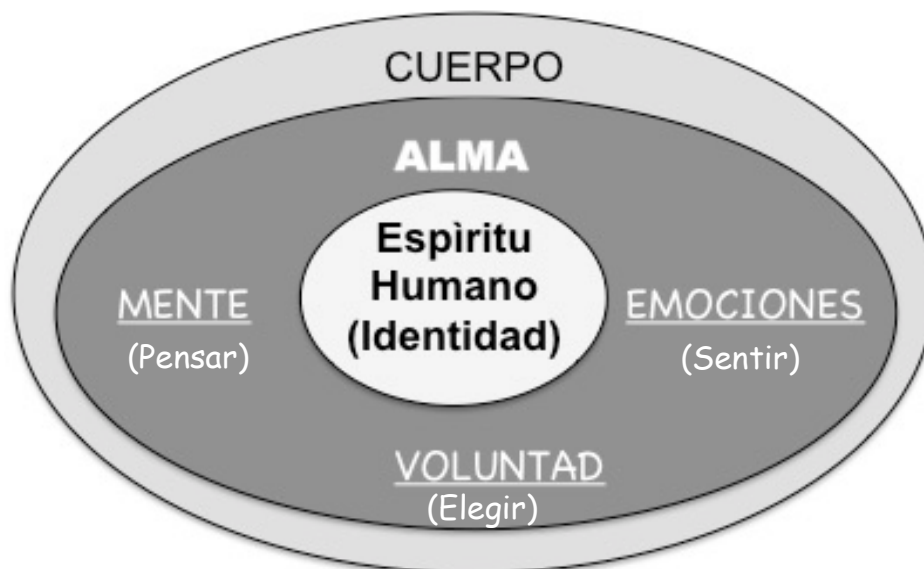 CUERPO
ALMA
Espìritu
Humano
(Identidad)
MENTE
(Pensar)
EMOCIONES
(Sentir)
VOLUNTAD
(Elegir)